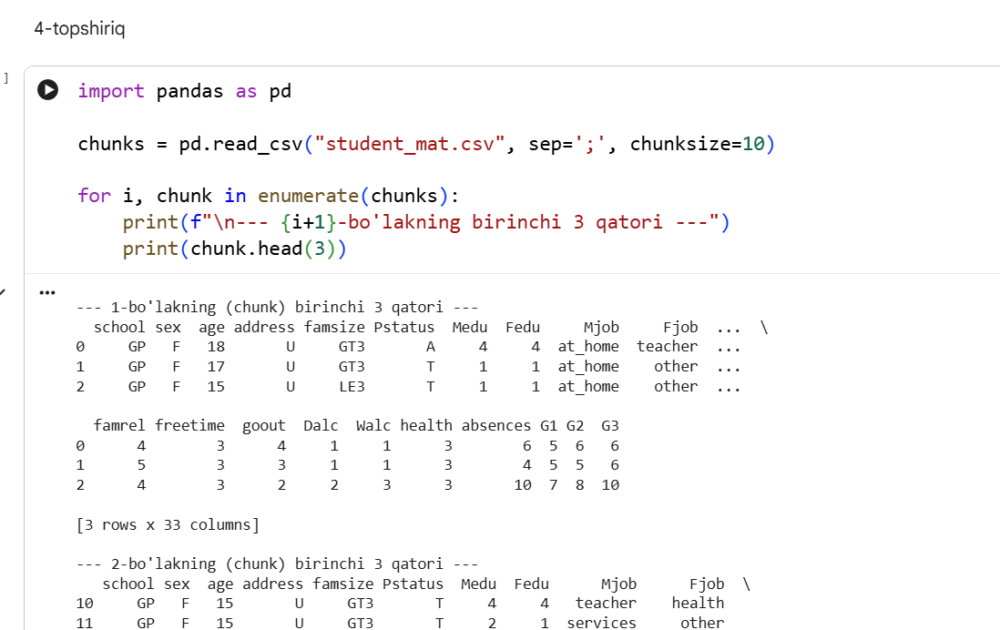 4-topshiriq
]
import pandas as pd
chunks = pd.read_csv("student_mat.csv", sep=';', chunksize=10)
for i, chunk in enumerate(chunks):
    print(f"\n--- {i+1}-bo'lakning birinchi 3 qatori ---")
    print(chunk.head(3))
...
--- 1-bo'lakning (chunk) birinchi 3 qatori ---
  school sex  age address famsize Pstatus  Medu  Fedu     Mjob     Fjob  ...  \
0     GP   F   18       U     GT3       A     4     4  at_home  teacher  ...
1     GP   F   17       U     GT3       T     1     1  at_home    other  ...
2     GP   F   15       U     LE3       T     1     1  at_home    other  ...
  famrel freetime  goout  Dalc  Walc health absences G1 G2  G3
0      4        3      4     1     1      3        6  5  6   6
1      5        3      3     1     1      3        4  5  5   6
2      4        3      2     2     3      3       10  7  8  10
[3 rows x 33 columns]
--- 2-bo'lakning (chunk) birinchi 3 qatori ---
   school sex  age address famsize Pstatus  Medu  Fedu      Mjob      Fjob  \
10     GP   F   15       U     GT3       T     4     4   teacher    health
11     GP   F   15       U     GT3       T     2     1  services     other